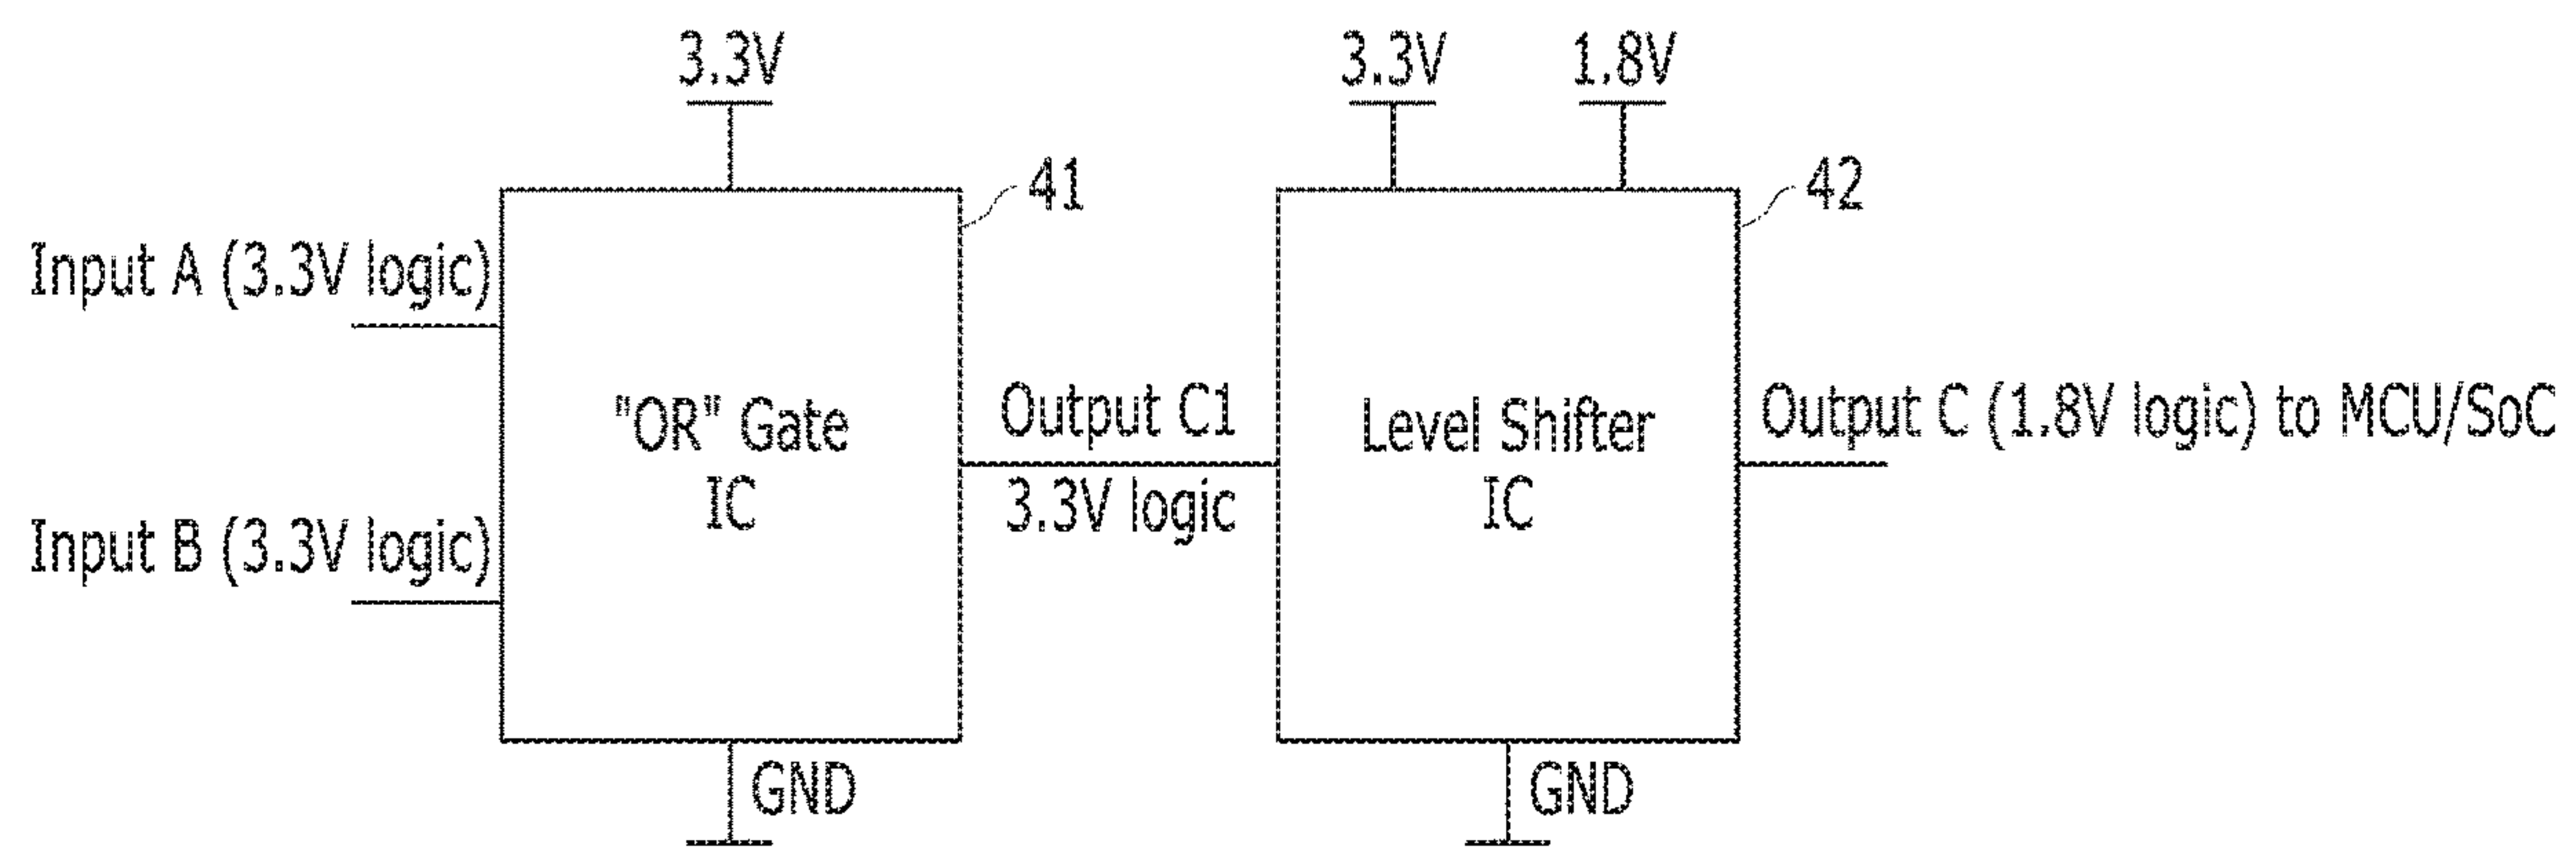 3.3V
3.3V
1.8V
41
42
Input A (3.3V logic)
Input B (3.3V logic)
"OR" Gate
IC
Output C1
3.3V logic
Level Shifter
IC
Output C (1.8V logic) to MCU/SoC
GND
GND